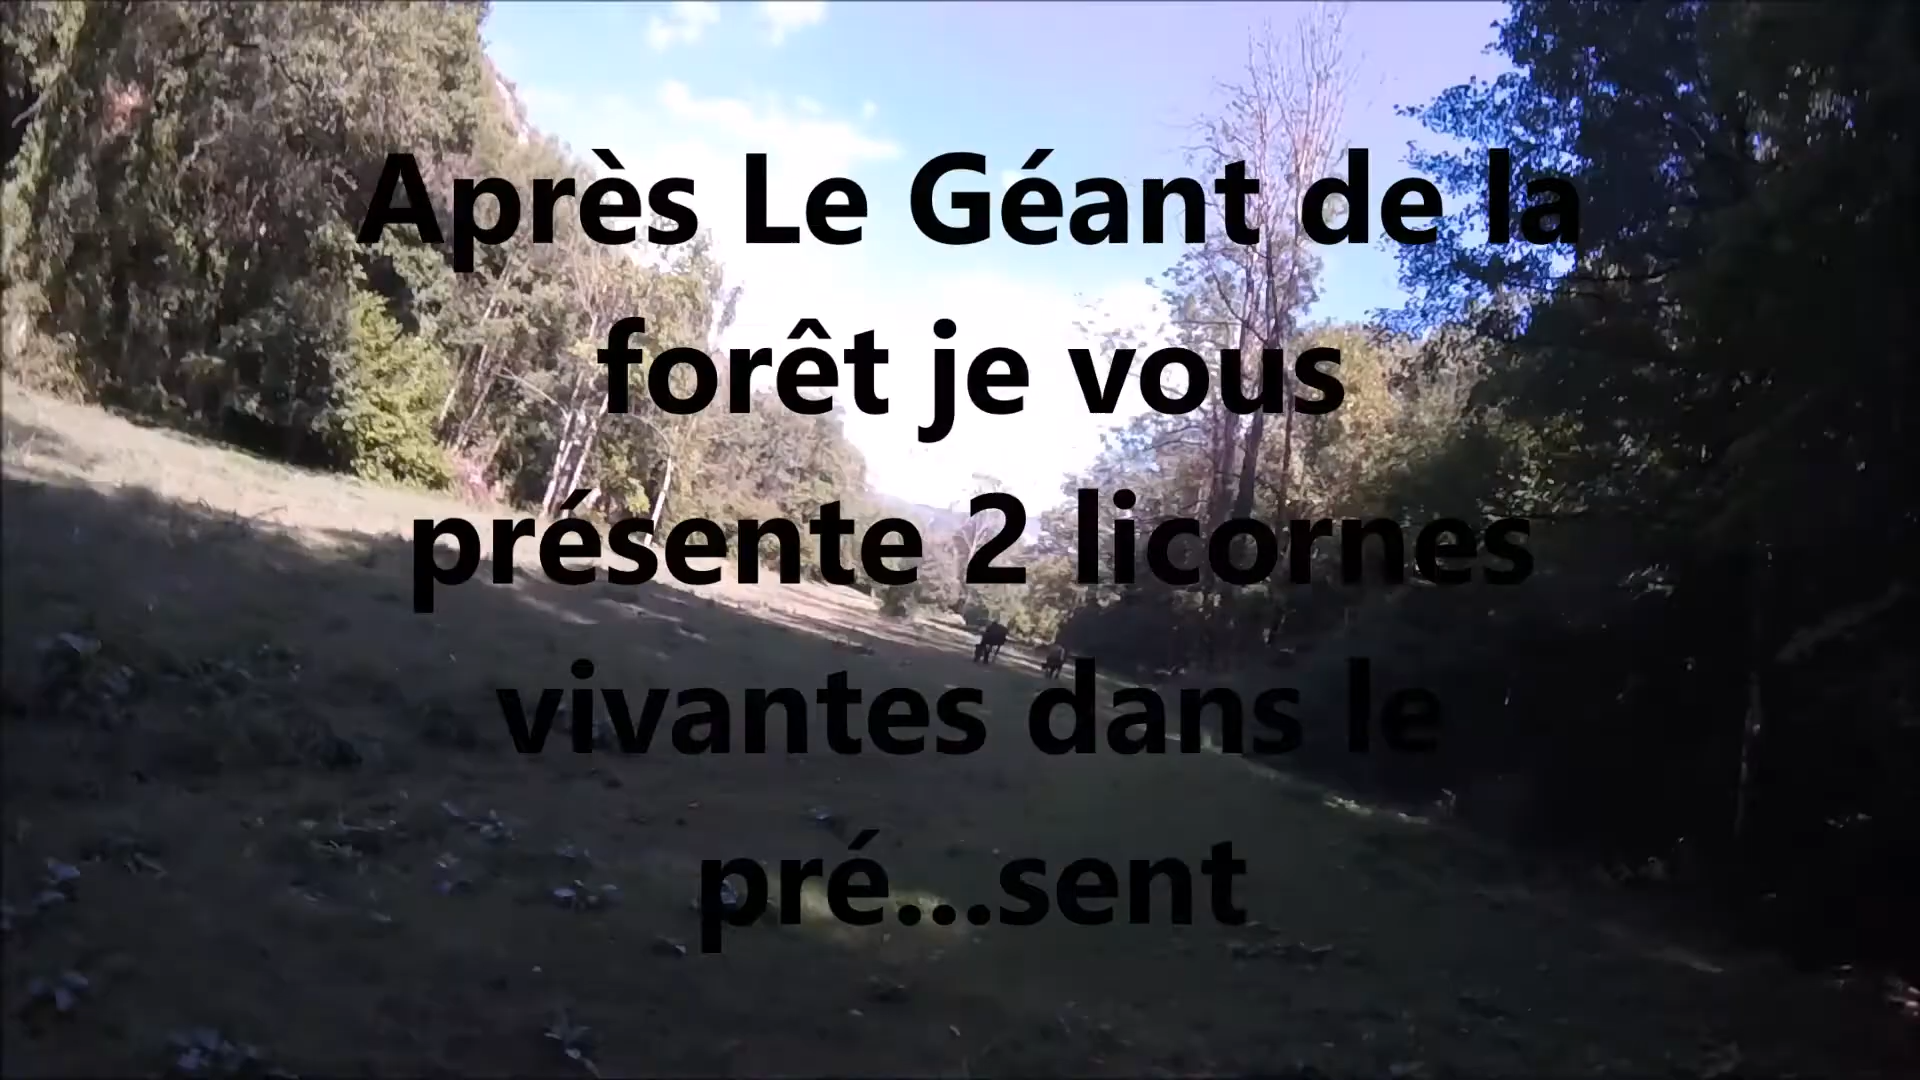 Après Le Géant de la
forêt je vous
présente 2 licornes
vivantes dans le
pré...sent